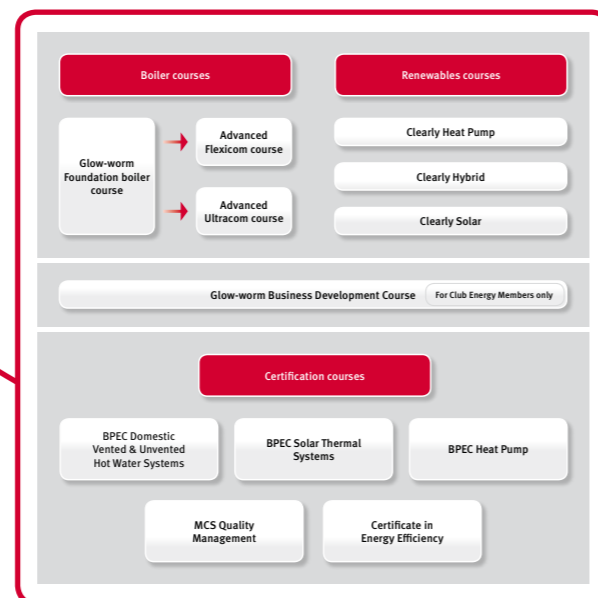 Boiler courses
Glow-worm
Foundation boiler
course
Advanced
Flexicom course
Advanced
Ultracom course
Renewables courses
Clearly Heat Pump
Clearly Hybrid
Clearly Solar
Glow-worm Business Development Course For Club Energy Members only
Certification courses
BPEC Domestic
Vented & Unvented
Hot Water Systems
BPEC Solar Thermal
Systems
BPEC Heat Pump
MCS Quality
Management
Certificate in
Energy Efficiency